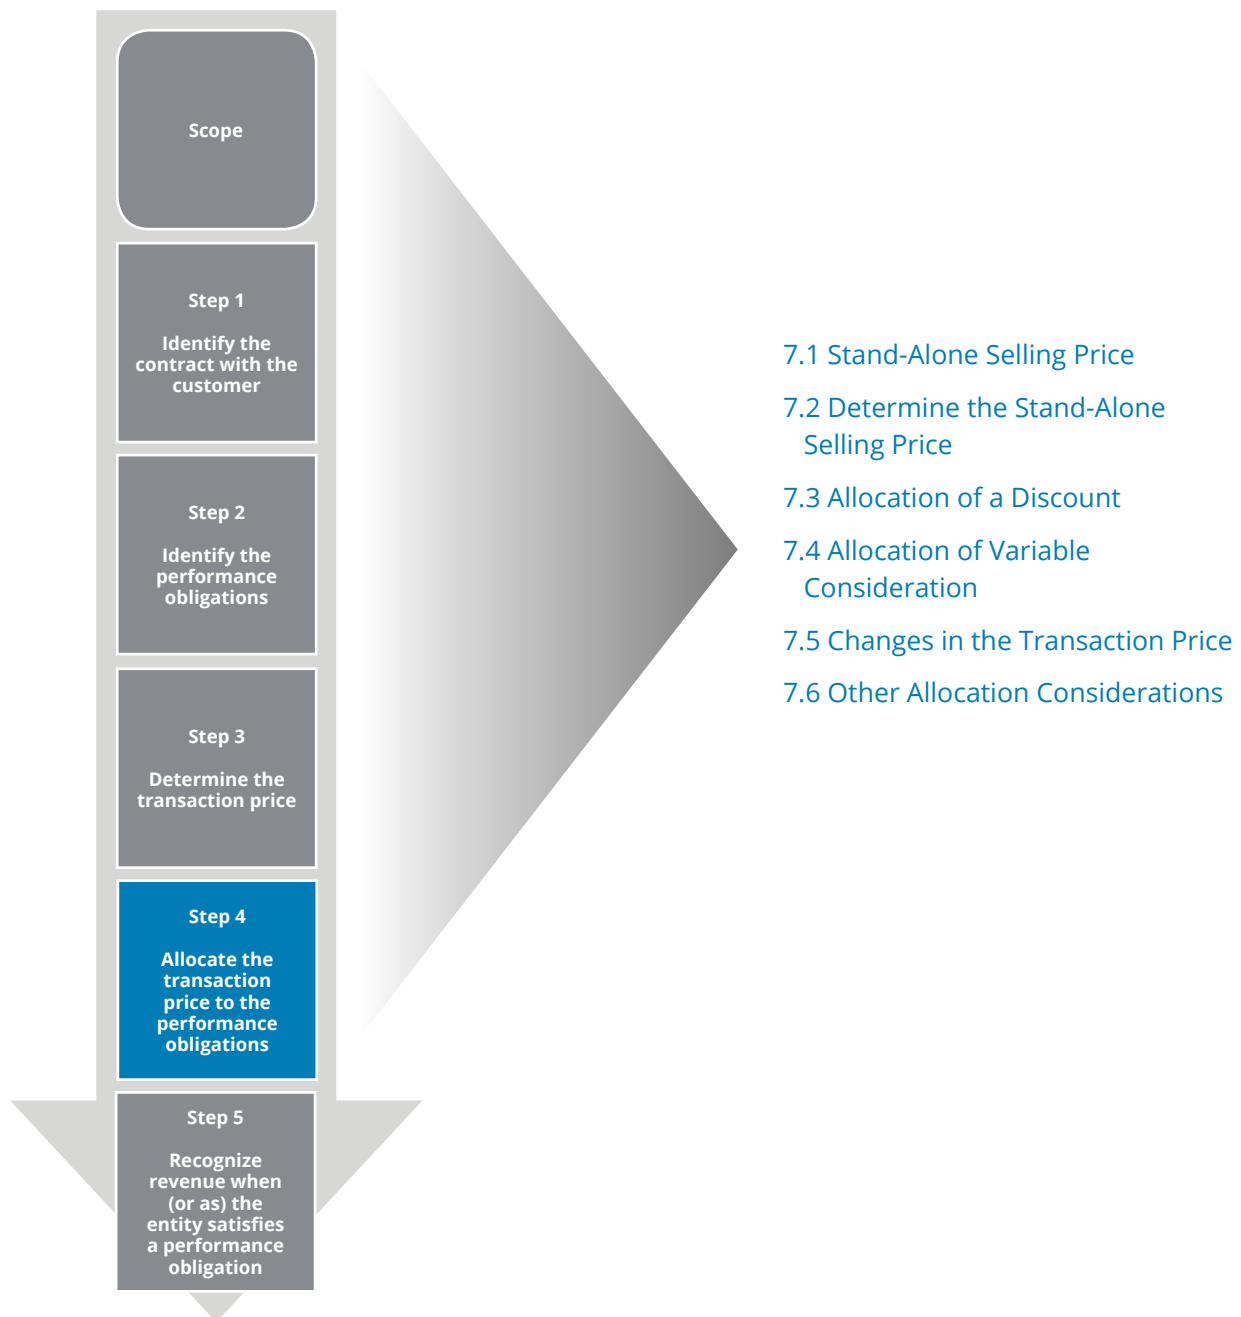 Scope
Step 1
Identify the
contract with the
customer
Step 2
Identify the
performance
obligations
Step 3
Determine the
transaction price
Step 4
Allocate the
transaction
price to the
performance
obligations
Step 5
Recognize
revenue when
(or as) the
entity satisfies
a performance
obligation
7.1 Stand-Alone Selling Price
7.2 Determine the Stand-Alone
Selling Price
7.3 Allocation of a Discount
7.4 Allocation of Variable
Consideration
7.5 Changes in the Transaction Price
7.6 Other Allocation Considerations